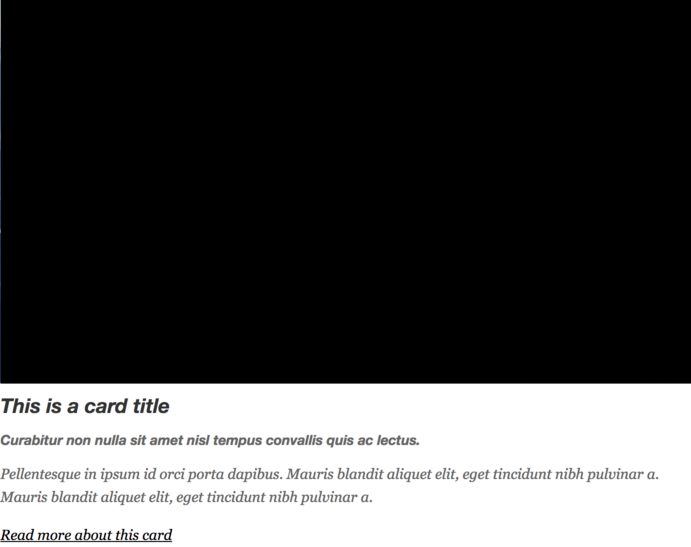 This is a card title
Curabitur non nulla sit amet nisl tempus convallis quis ac lectus.
Pellentesque in ipsum id orci porta dapibus. Mauris blandit aliquet elit, eget tincidunt nibh pulvinar a.
Mauris blandit aliquet elit, eget tincidunt nibh pulvinar a.
Read more about this card